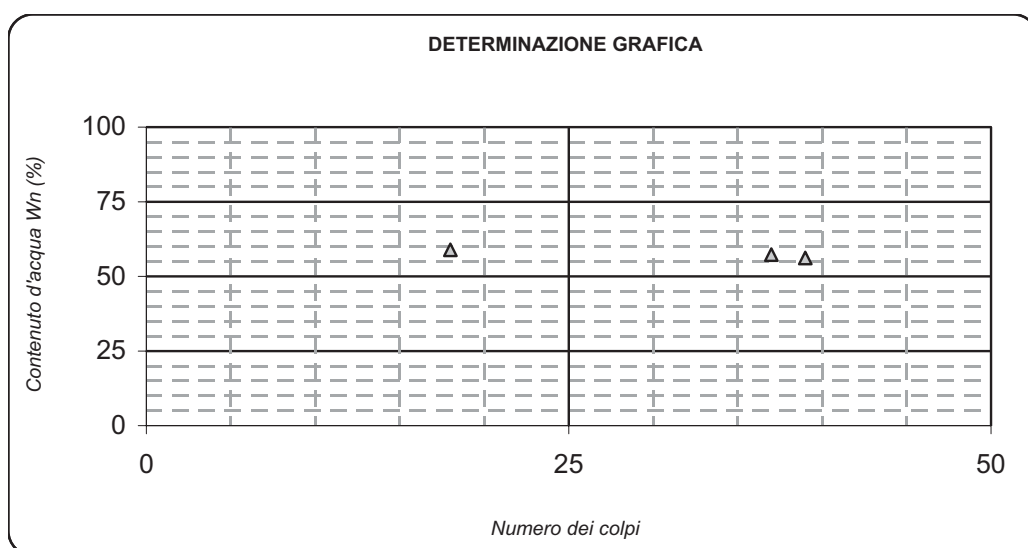 DETERMINAZIONE GRAFICA
Contenuto d'acqua Wn (%)
100
75
50
25
0
0 25 50
Numero dei colpi